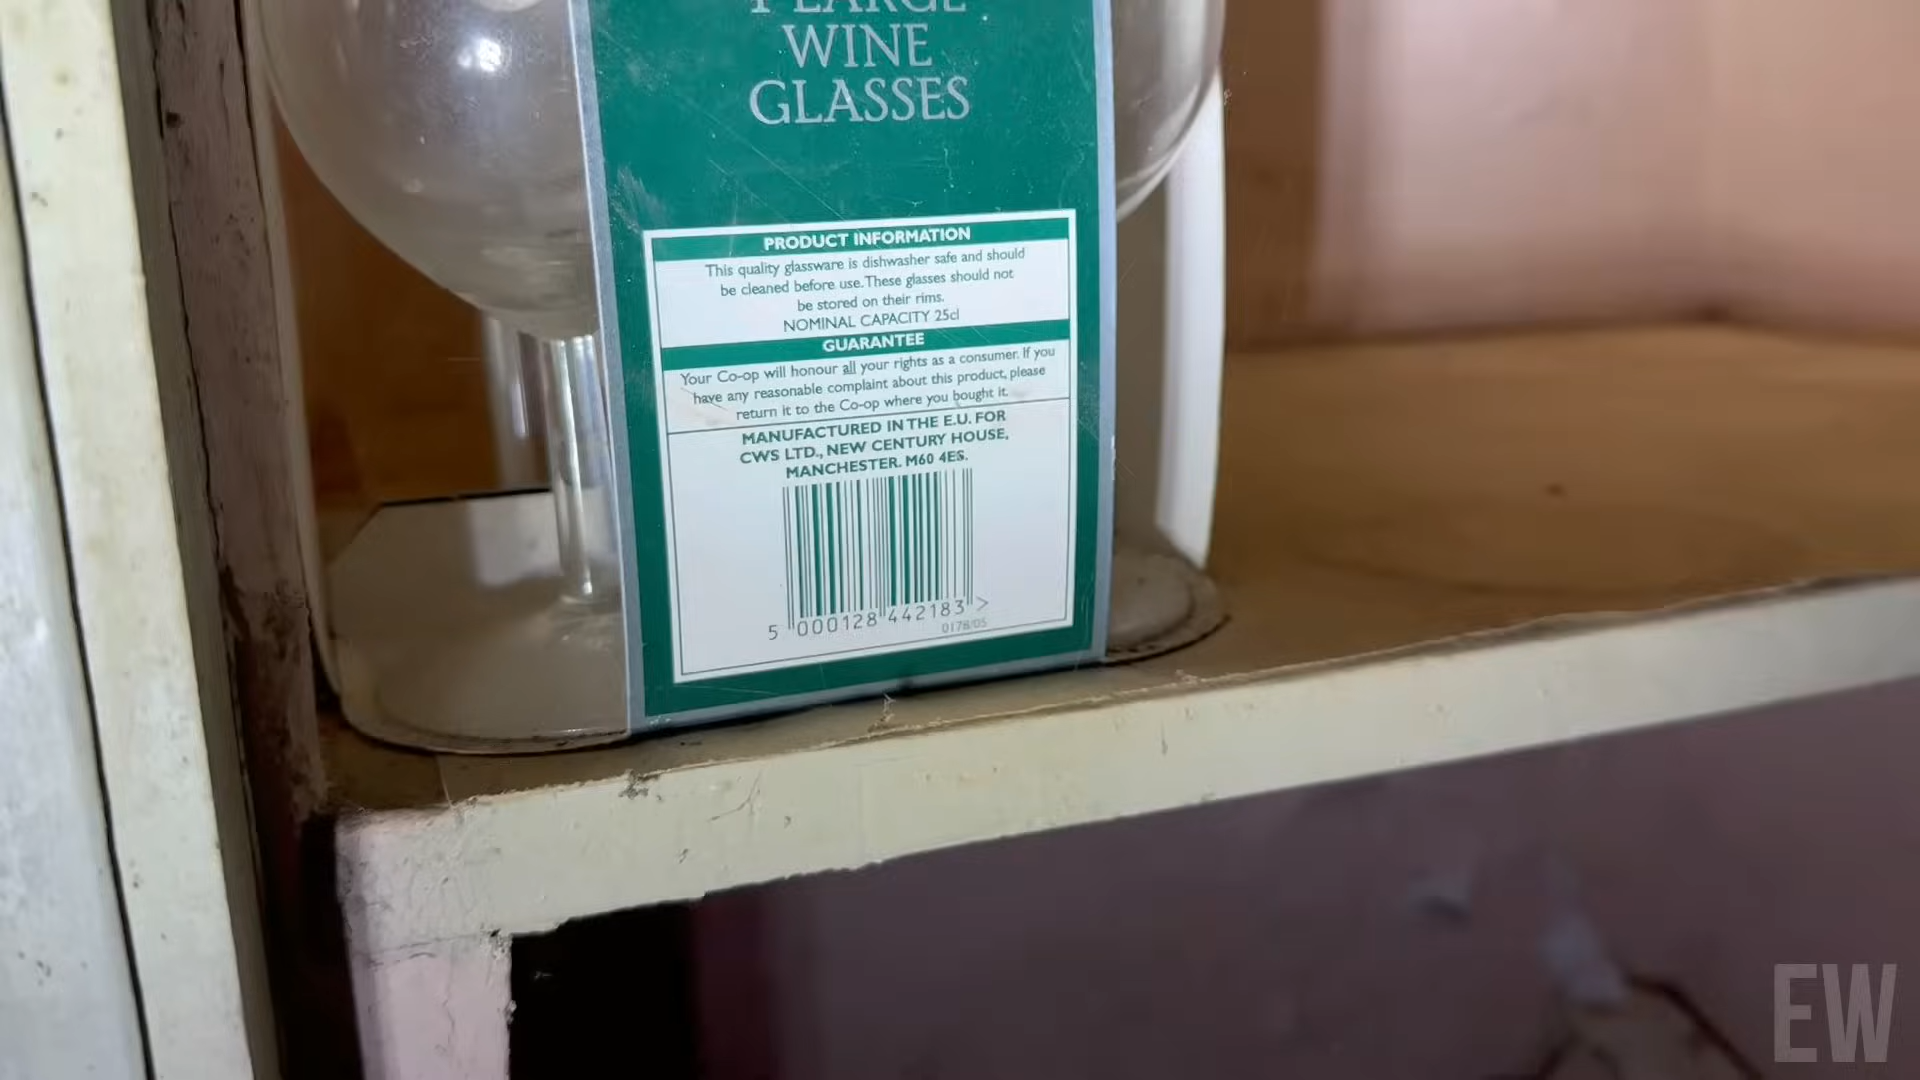 LARGE
WINE
GLASSES
PRODUCT INFORMATION
This quality glassware is dishwasher safe and should
be cleaned before use. These glasses should not
be stored on their rims.
NOMINAL CAPACITY 25cl
GUARANTEE
Your Co-op will honour all your rights as a consumer. If you
have any reasonable complaint about this product, please
return it to the Co-op where you bought it.
MANUFACTURED IN THE E.U. FOR
CWS LTD., NEW CENTURY HOUSE,
MANCHESTER. M60 4ES.
5 000128 442183 >
0178/05
EW